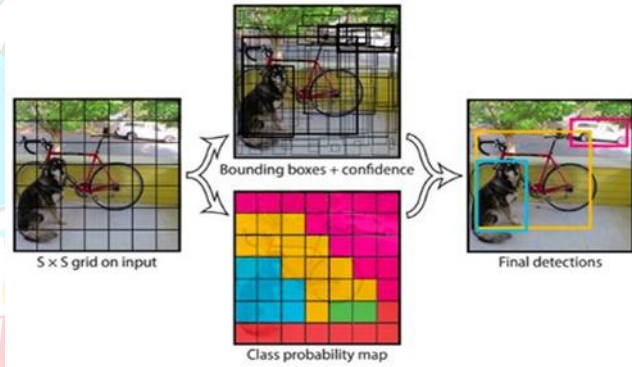 S × S grid on input
Bounding boxes + confidence
Class probability map
Final detections